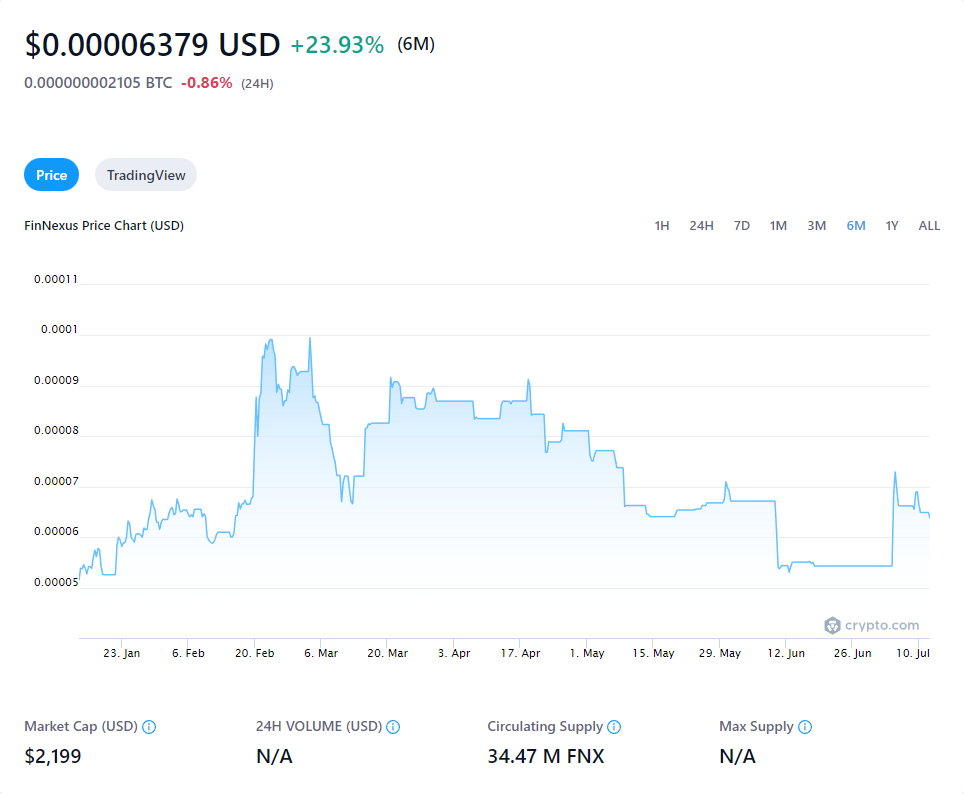 $0.00006379 USD +23.93% (6M)
0.000000002105 BTC -0.86% (24H)
Price TradingView
FinNexus Price Chart (USD) 1H 24H 7D 1M 3M 6M 1Y ALL
0.00011
0.0001
0.00009
0.00008
0.00007
0.00006
0.00005
crypto.com
23. Jan 6. Feb 20. Feb 6. Mar 20. Mar 3. Apr 17. Apr 1. May 15. May 29. May 12. Jun 26. Jun 10. Jul
Market Cap (USD) 24H VOLUME (USD) Circulating Supply Max Supply
$2,199 N/A 34.47 M FNX N/A